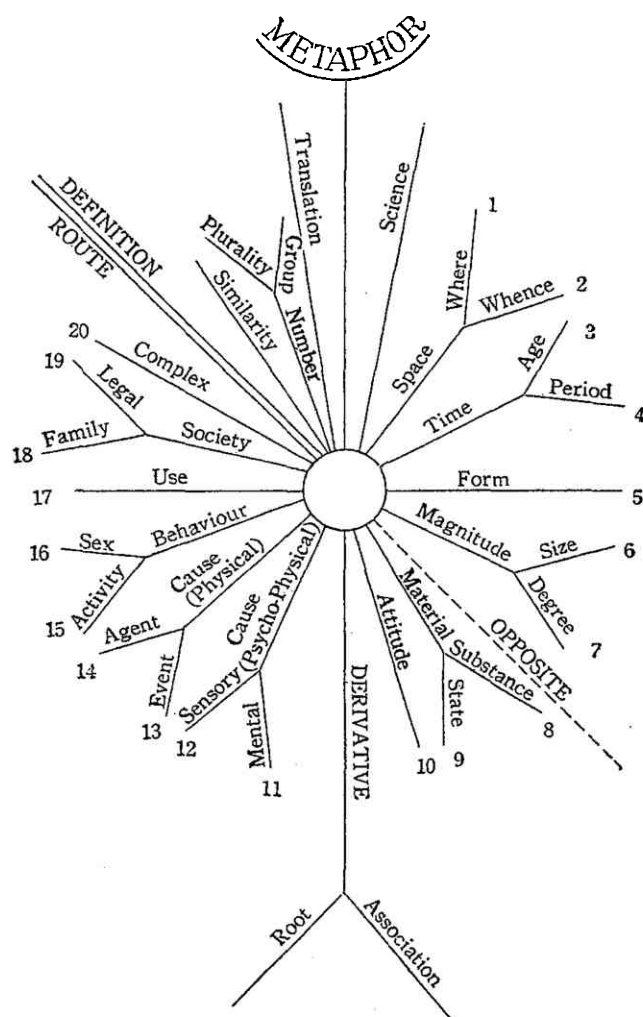 METAPHOR
Translation
Science
DEFINITION
ROUTE
Plurality
Group
Number
Similarity
1
Where
Whence
2
Space
3
Age
Time
Period
4
20
Complex
19
Legal
Society
18
Family
17
Use
Form
5
16
Sex
Behaviour
Activity
15
Magnitude
Size
6
Degree
7
Cause
(Physical)
Agent
14
Event
13
Cause
(Psycho-Physical)
Sensory
12
Mental
11
Attitude
10
Material
Substance
8
State
9
OPPOSITE
DERIVATIVE
Root
Association